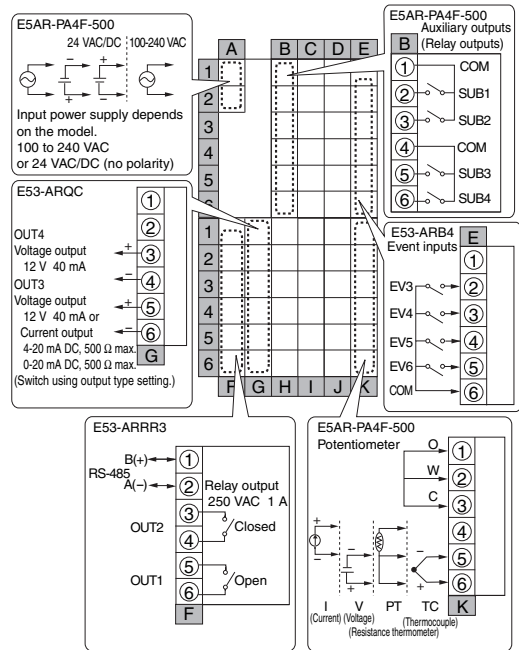 E5AR-PA4F-500
24 VAC/DC 100-240 VAC
Input power supply depends
on the model.
100 to 240 VAC
or 24 VAC/DC (no polarity)
A B C D E
1
2
3
4
5
6
1
2
3
4
5
6
F G H I J K
E5AR-PA4F-500
Auxiliary outputs
(Relay outputs)
B
1 COM
2 SUB1
3 SUB2
4 COM
5 SUB3
6 SUB4
E53-ARQC
1
2
OUT4
Voltage output
12 V 40 mA
+ 3
− 4
OUT3
Voltage output
12 V 40 mA or
Current output
4-20 mA DC, 500 Ω max.
0-20 mA DC, 500 Ω max.
(Switch using output type setting.)
+ 5
− 6
G
E53-ARB4
Event inputs
E
1
EV3 2
EV4 3
EV5 4
EV6 5
COM 6
E53-ARRR3
B(+) 1
RS-485
A(−) 2
Relay output
250 VAC 1 A
OUT2
3
4
Closed
OUT1
5
6
Open
F
E5AR-PA4F-500
Potentiometer
O 1
W 2
C 3
4
5
6
K
+ − − + − +
I V PT TC
(Current) (Voltage)
(Resistance thermometer)
(Thermocouple)